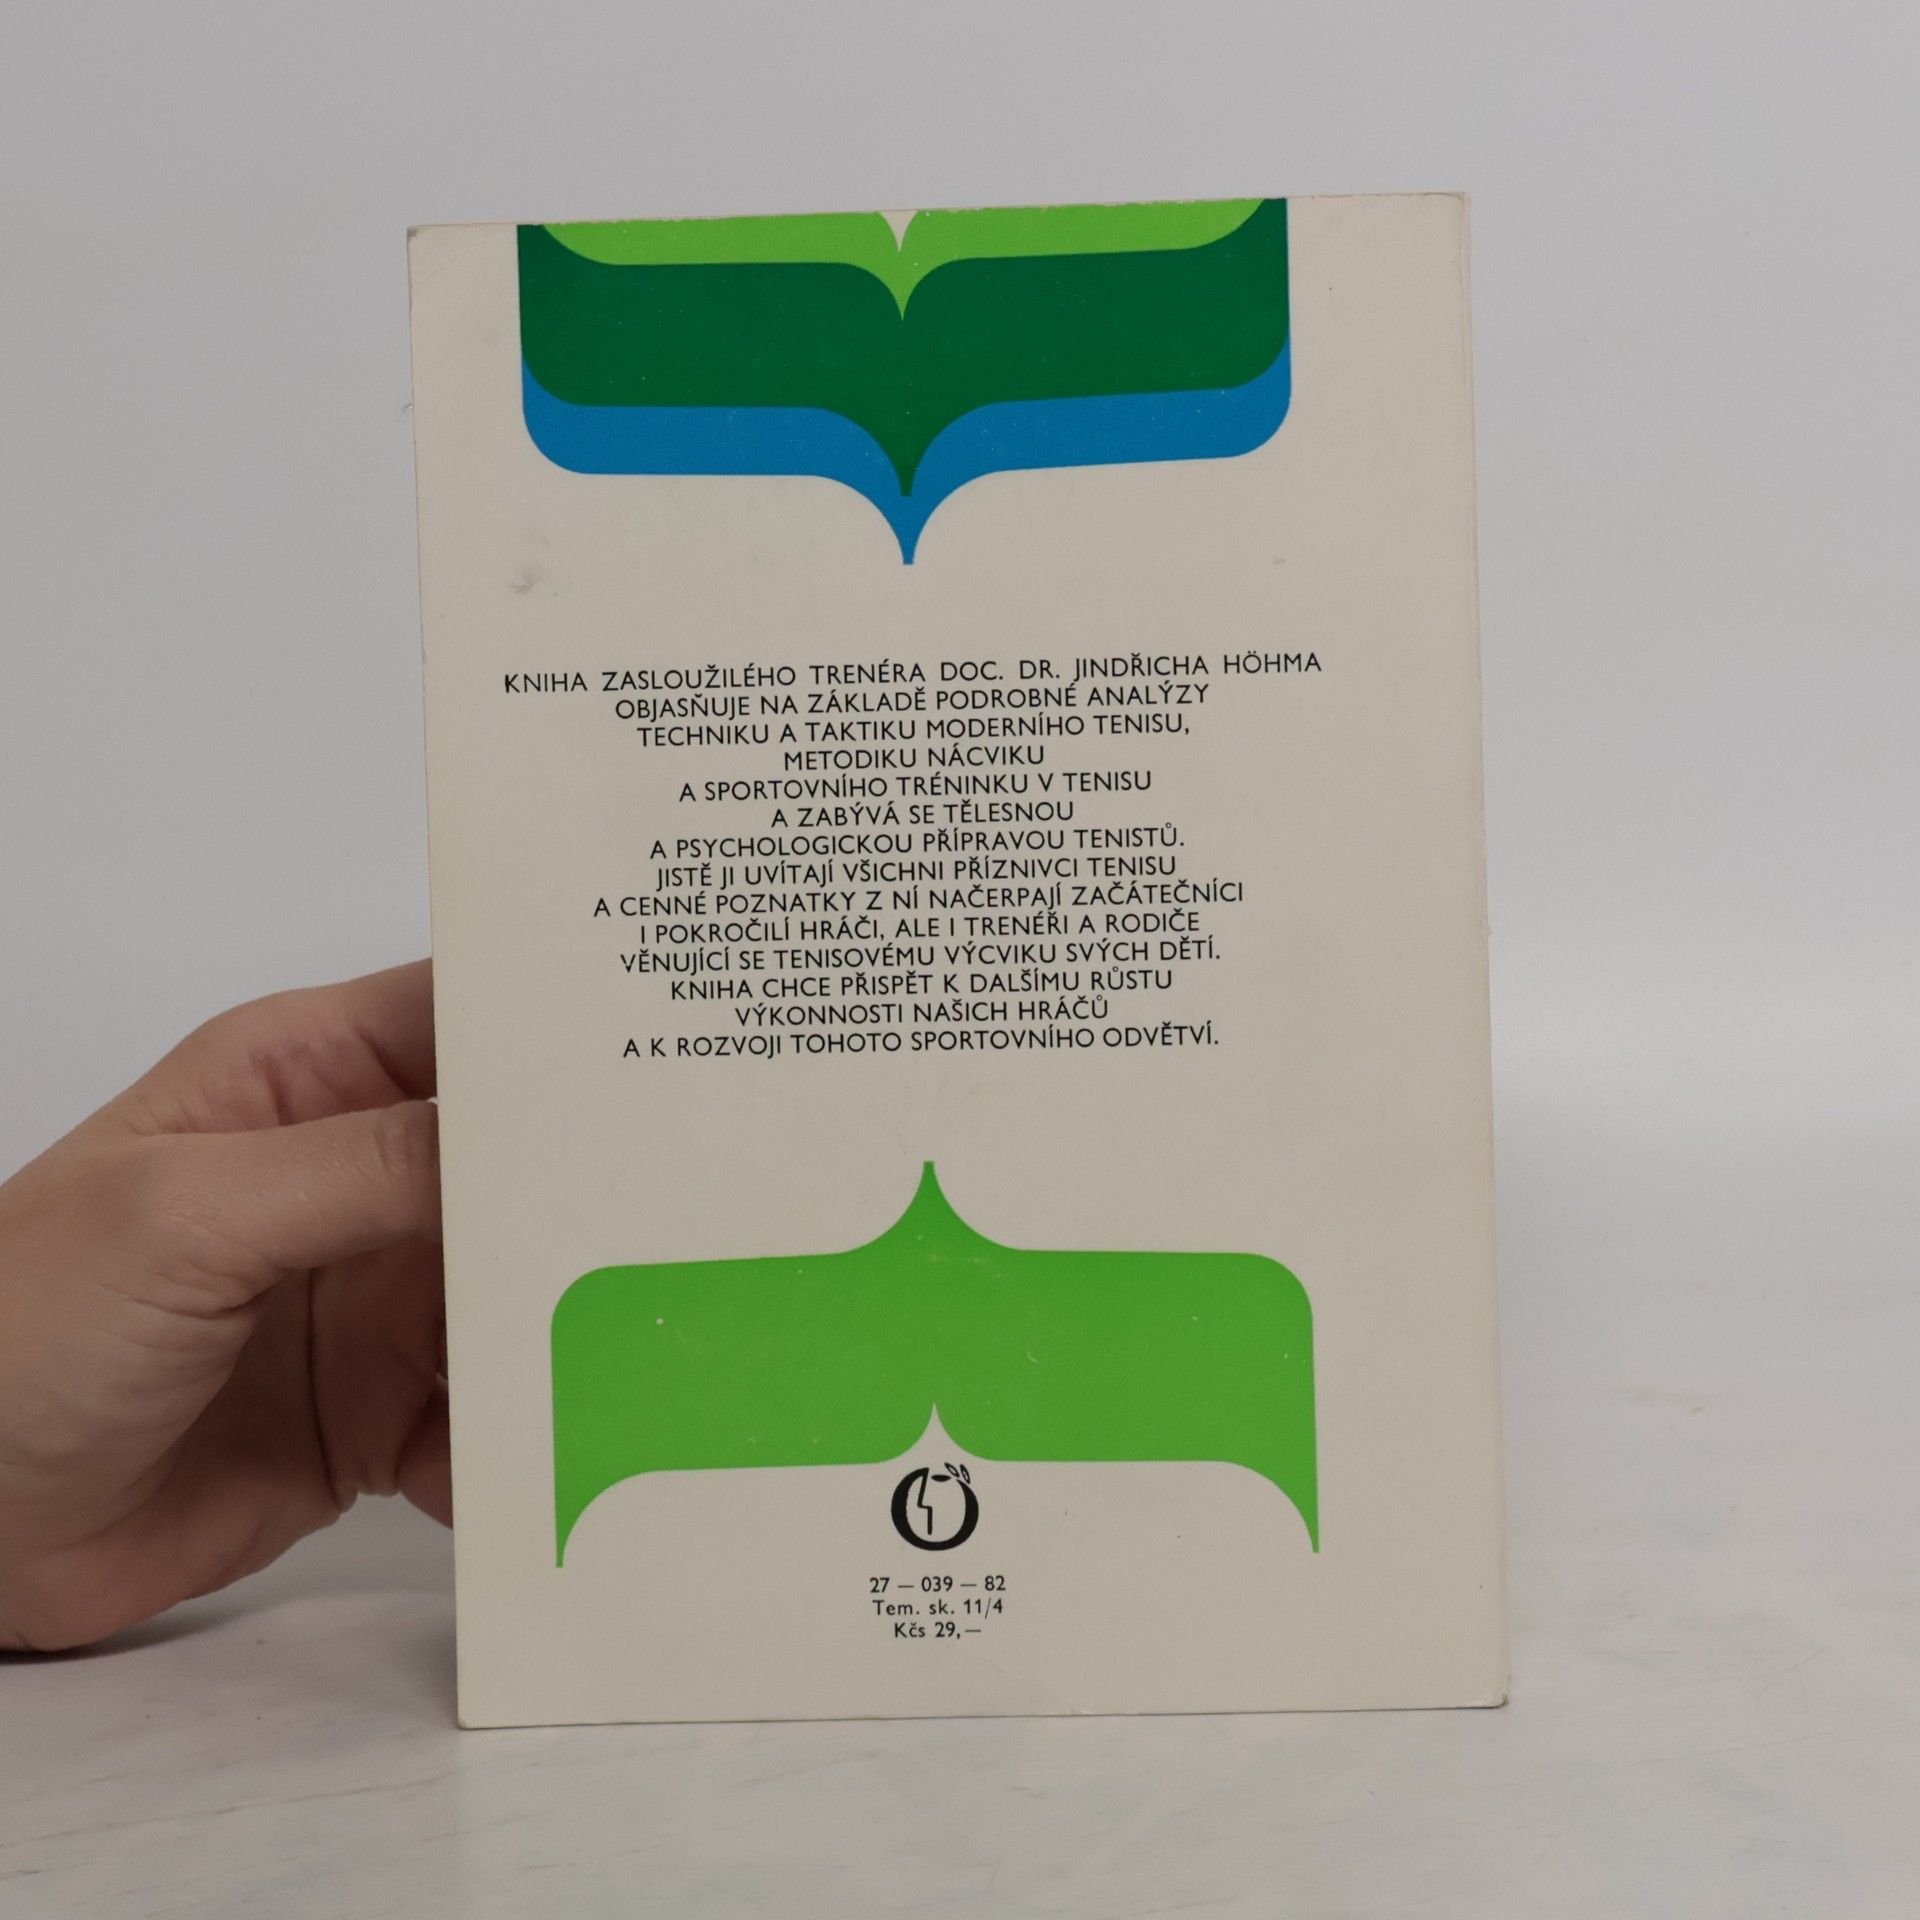 KNIHA ZASLOUŽILÉHO TRENÉRA DOC. DR. JINDŘICHA HÖHMA
OBJASŇUJE NA ZÁKLADĚ PODROBNÉ ANALÝZY
TECHNIKU A TAKTIKU MODERNÍHO TENISU,
METODIKU NÁCVIKU
A SPORTOVNÍHO TRÉNINKU V TENISU
A ZABÝVÁ SE TĚLESNOU
A PSYCHOLOGICKOU PŘÍPRAVOU TENISTŮ.
JISTĚ JI UVÍTAJÍ VŠICHNI PŘÍZNIVCI TENISU
A CENNÉ POZNATKY Z NÍ NAČERPAJÍ ZAČÁTEČNÍCI
I POKROČILÍ HRÁČI, ALE I TRENÉŘI A RODIČE
VĚNUJÍCÍ SE TENISOVÉMU VÝCVIKU SVÝCH DĚTÍ.
KNIHA CHCE PŘISPĚT K DALŠÍMU RŮSTU
VÝKONNOSTI NAŠICH HRÁČŮ
A K ROZVOJI TOHOTO SPORTOVNÍHO ODVĚTVÍ.
27 — 039 — 82
Tem. sk. 11/4
Kčs 29,—